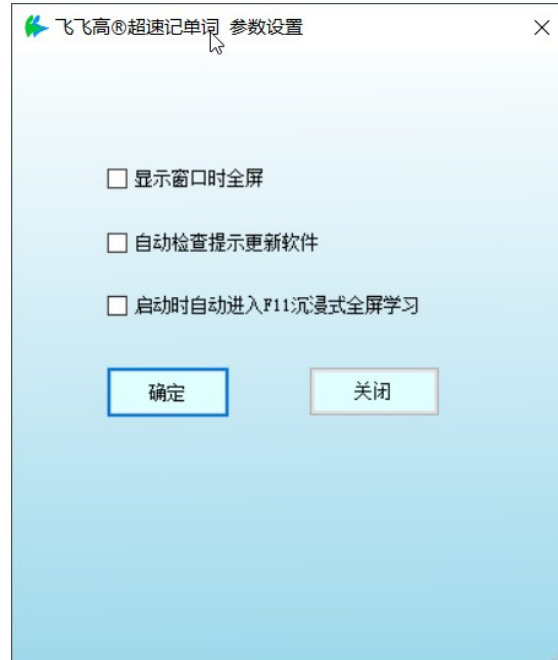 飞飞高®超速记单词 参数设置
显示窗口时全屏
自动检查提示更新软件
启动时自动进入F11沉浸式全屏学习
确定
关闭